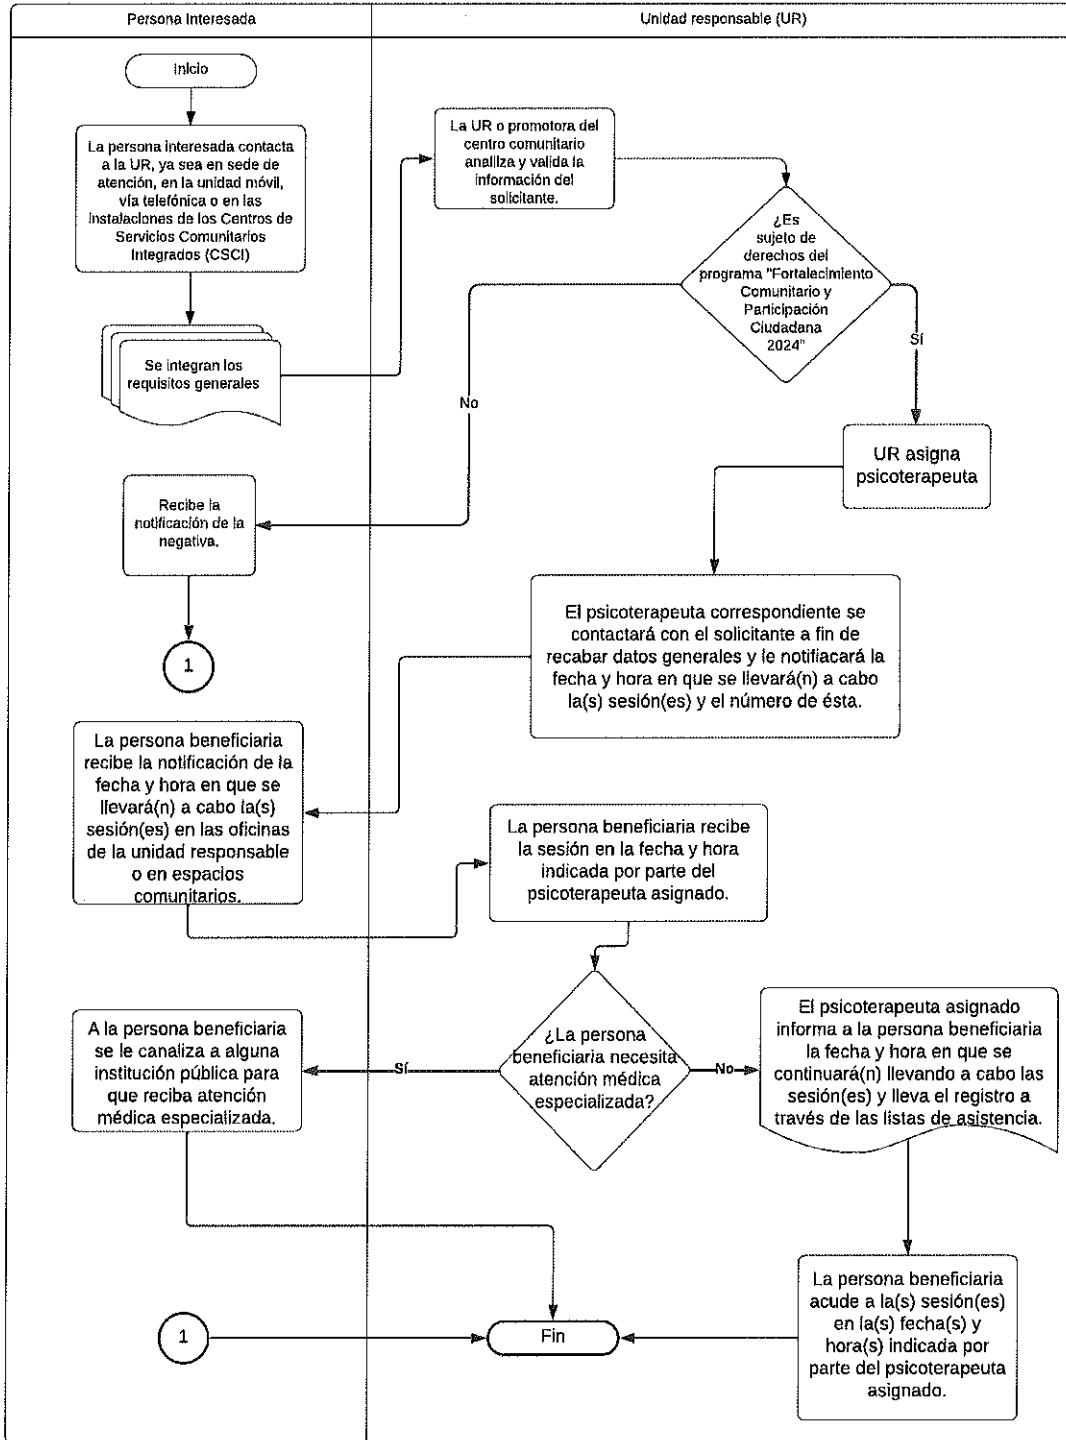 Persona Interesada
Unidad responsable (UR)
Inicio
La persona interesada contacta
a la UR, ya sea en sede de
atención, en la unidad móvil,
vía telefónica o en las
instalaciones de los Centros de
Servicios Comunitarios
Integrados (CSCI)
La UR o promotora del
centro comunitario
analiza y valida la
información del
solicitante.
¿Es
sujeto de
derechos del
programa "Fortalecimiento
Comunitario y
Participación
Ciudadana
2024"
Se integran los
requisitos generales
Sí
No
UR asigna
psicoterapeuta
Recibe la
notificación de la
negativa.
1
El psicoterapeuta correspondiente se
contactará con el solicitante a fin de
recabar datos generales y le notifiacará la
fecha y hora en que se llevará(n) a cabo
la(s) sesión(es) y el número de ésta.
La persona beneficiaria
recibe la notificación de la
fecha y hora en que se
llevará(n) a cabo la(s)
sesión(es) en las oficinas
de la unidad responsable
o en espacios
comunitarios.
La persona beneficiaria recibe
la sesión en la fecha y hora
indicada por parte del
psicoterapeuta asignado.
¿La persona
beneficiaria necesita
atención médica
especializada?
Sí
No
A la persona beneficiaria
se le canaliza a alguna
institución pública para
que reciba atención
médica especializada.
El psicoterapeuta asignado
informa a la persona beneficiaria
la fecha y hora en que se
continuará(n) llevando a cabo las
sesión(es) y lleva el registro a
través de las listas de asistencia.
La persona beneficiaria
acude a la(s) sesión(es)
en la(s) fecha(s) y
hora(s) indicada por
parte del psicoterapeuta
asignado.
1
Fin